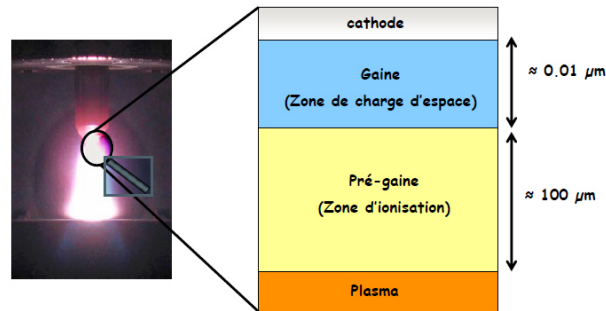 cathode
Gaine
(Zone de charge d'espace)
≈ 0.01 µm
Pré-gaine
(Zone d'ionisation)
≈ 100 µm
Plasma